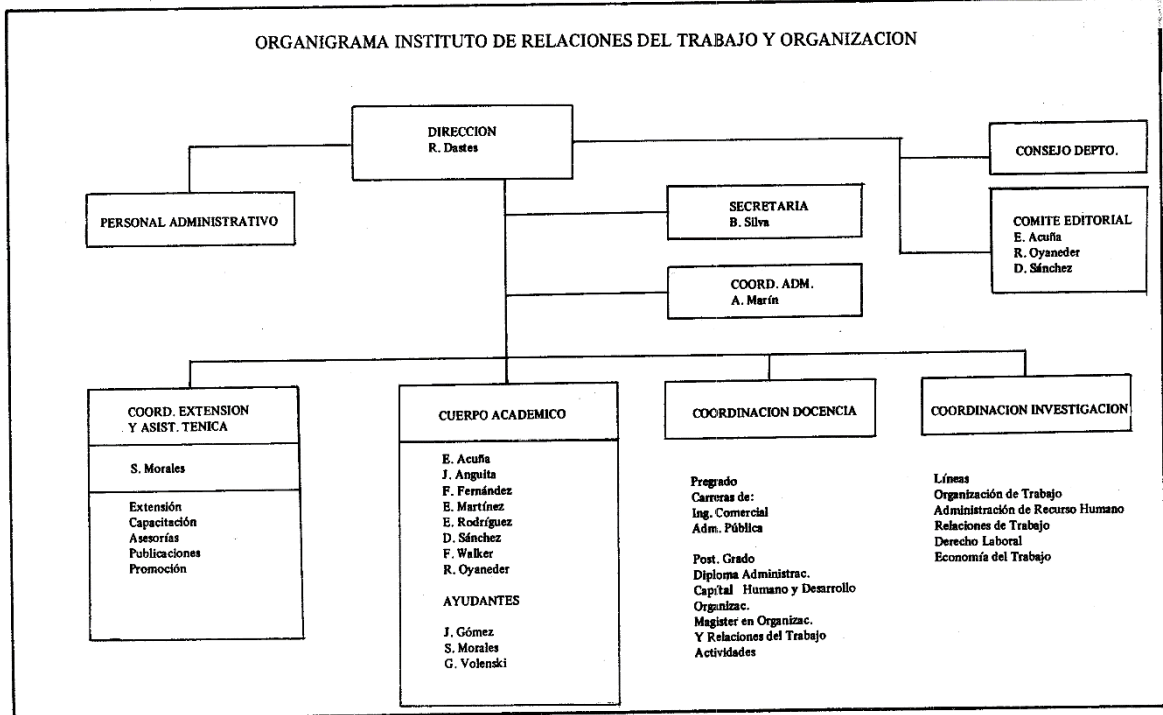 ORGANIGRAMA INSTITUTO DE RELACIONES DEL TRABAJO Y ORGANIZACION
DIRECCION
R. Dastes
CONSEJO DEPTO.
PERSONAL ADMINISTRATIVO
SECRETARIA
B. Silva
COMITE EDITORIAL
E. Acuña
R. Oyaneder
D. Sánchez
COORD. ADM.
A. Marín
COORD. EXTENSION
Y ASIST. TENICA
S. Morales
Extensión
Capacitación
Asesorías
Publicaciones
Promoción
CUERPO ACADEMICO
E. Acuña
J. Anguita
F. Fernández
E. Martínez
E. Rodríguez
D. Sánchez
F. Walker
R. Oyaneder
AYUDANTES
J. Gómez
S. Morales
G. Volenski
COORDINACION DOCENCIA
Pregrado
Carreras de:
Ing. Comercial
Adm. Pública
Post. Grado
Diploma Administrac.
Capítal Humano y Desarrollo
Organizac.
Magister en Organizac.
Y Relaciones del Trabajo
Actividades
COORDINACION INVESTIGACION
Líneas
Organización de Trabajo
Administración de Recurso Humano
Relaciones de Trabajo
Derecho Laboral
Economía del Trabajo